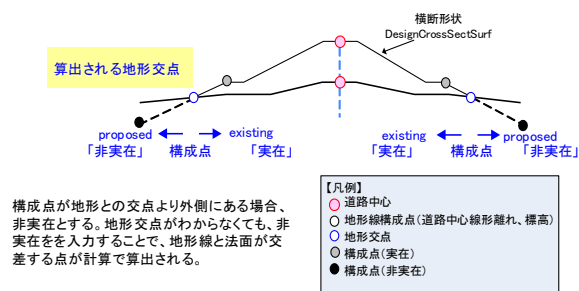 横断形状
DesignCrossSectSurf
算出される地形交点
proposed
existing
「非実在」 構成点 「実在」
existing
proposed
「実在」 構成点 「非実在」
構成点が地形との交点より外側にある場合、
非実在とする。地形交点がわからなくても、非
実在をを入力することで、地形線と法面が交
差する点が計算で算出される。
【凡例】
道路中心
地形線構成点(道路中心線形離れ、標高)
地形交点
構成点(実在)
構成点(非実在)